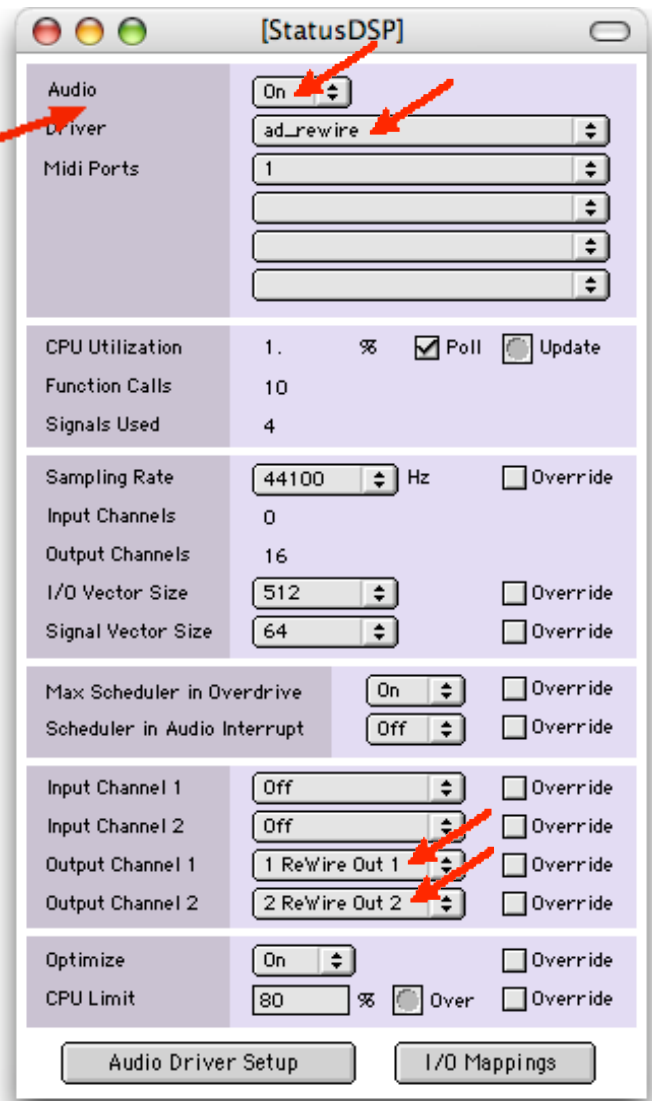 [StatusDSP]
Audio On
Driver ad_rewire
Midi Ports 1
CPU Utilization 1. % Poll Update
Function Calls 10
Signals Used 4
Sampling Rate 44100 Hz Override
Input Channels 0
Output Channels 16
I/O Vector Size 512 Override
Signal Vector Size 64 Override
Max Scheduler in Overdrive On Override
Scheduler in Audio Interrupt Off Override
Input Channel 1 Off Override
Input Channel 2 Off Override
Output Channel 1 1 ReWire Out 1 Override
Output Channel 2 2 ReWire Out 2 Override
Optimize On Override
CPU Limit 80 % Over Override
Audio Driver Setup I/O Mappings